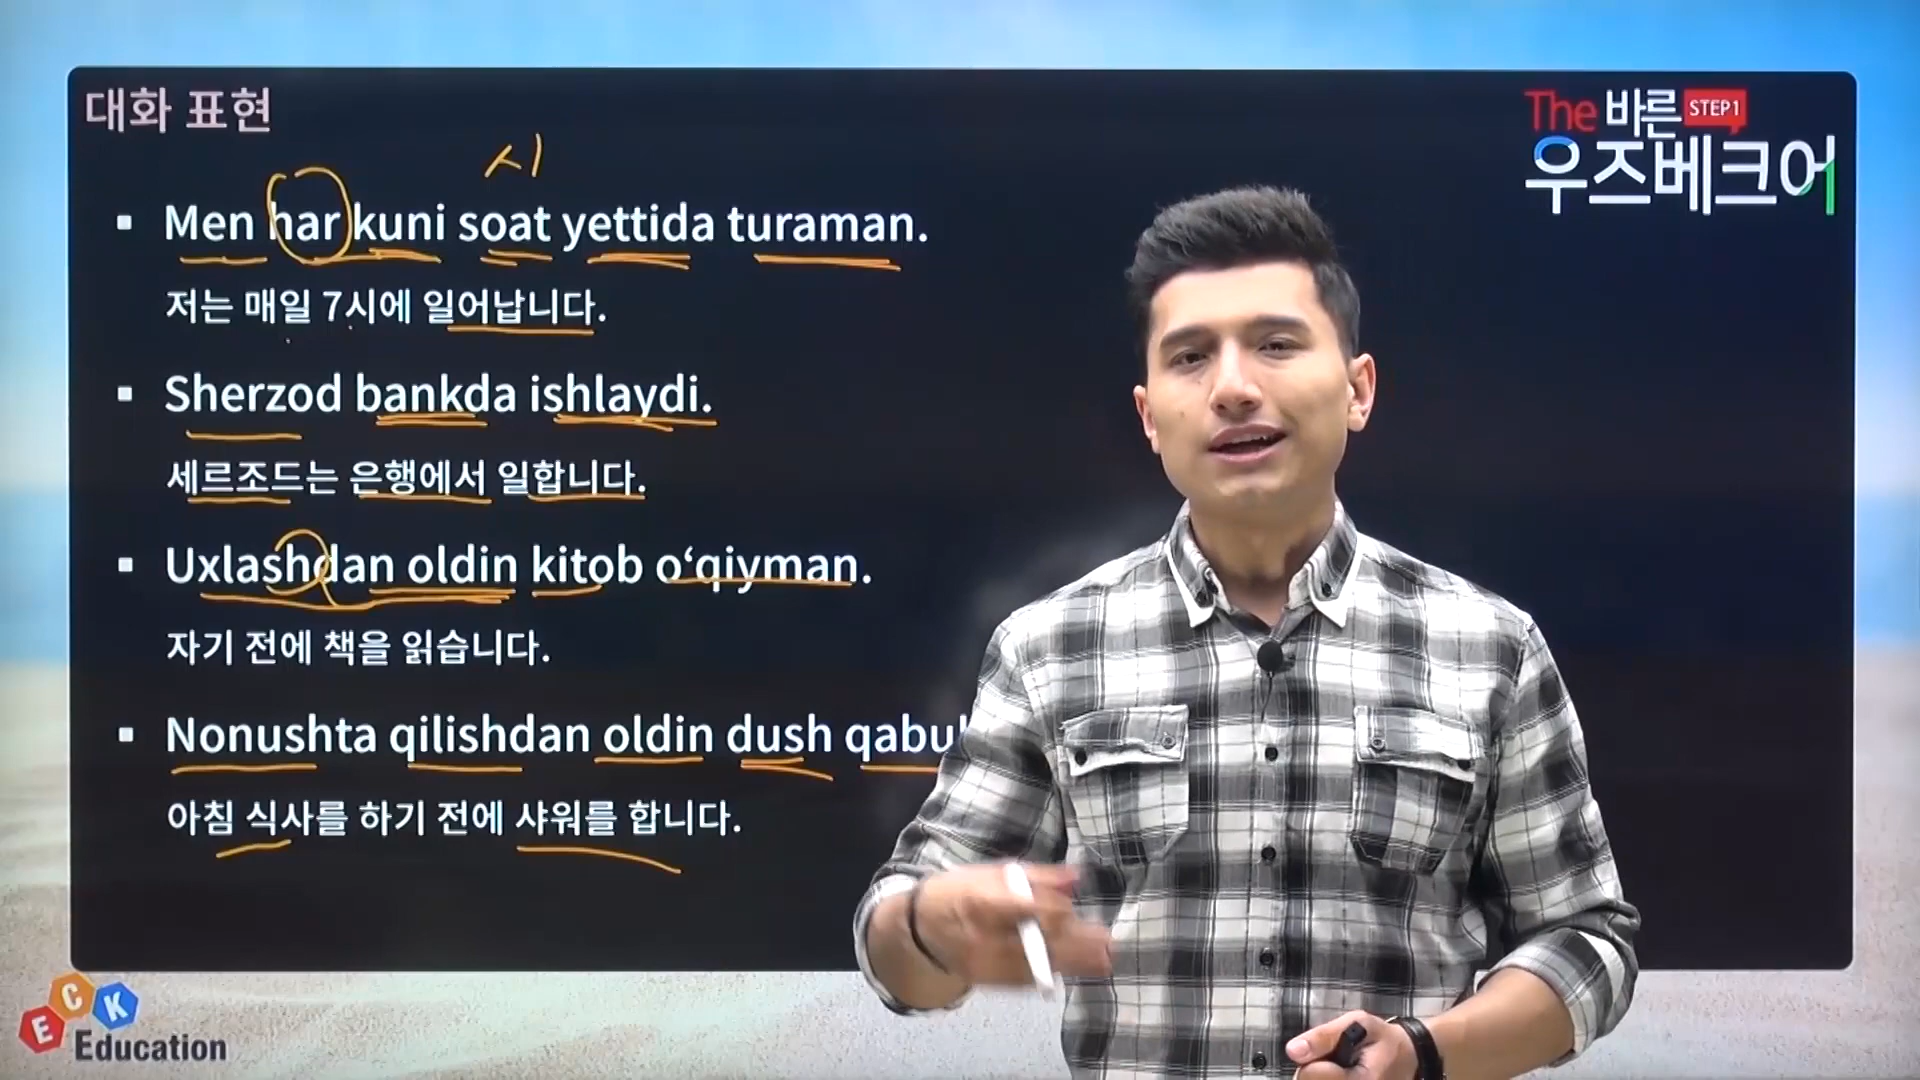 대화 표현
The 바른 STEP1
우즈베크어
시
Men har kuni soat yettida turaman.
저는 매일 7시에 일어납니다.
Sherzod bankda ishlaydi.
세르조드는 은행에서 일합니다.
Uxlashdan oldin kitob o‘qiyman.
자기 전에 책을 읽습니다.
Nonushta qilishdan oldin dush qabul
아침 식사를 하기 전에 샤워를 합니다.
ECK
Education